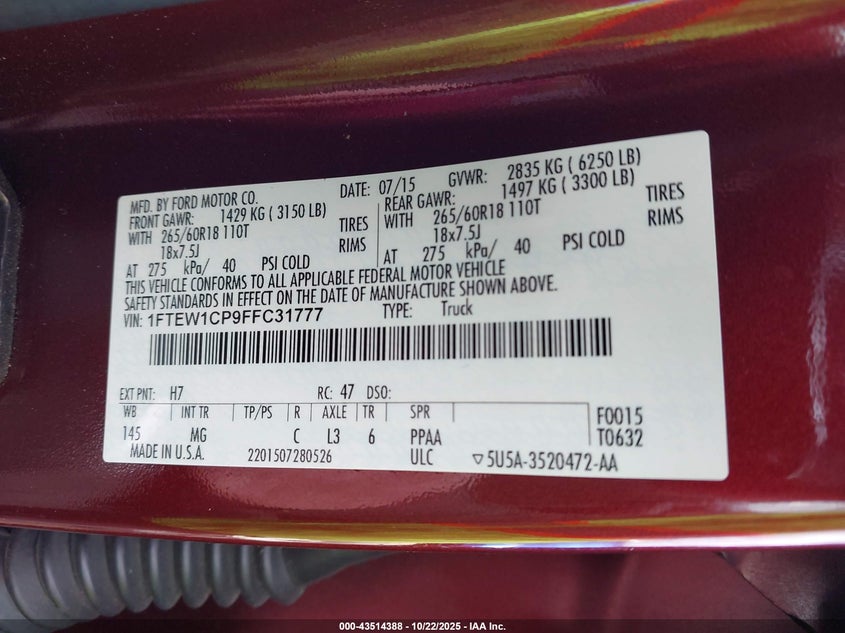 MFD. BY FORD MOTOR CO. DATE: 07/15 GVWR: 2835 KG ( 6250 LB)
FRONT GAWR: 1429 KG ( 3150 LB) REAR GAWR: 1497 KG ( 3300 LB)
WITH 265/60R18 110T TIRES WITH 265/60R18 110T TIRES
18x7.5J RIMS 18x7.5J RIMS
AT 275 kPa/ 40 PSI COLD AT 275 kPa/ 40 PSI COLD
THIS VEHICLE CONFORMS TO ALL APPLICABLE FEDERAL MOTOR VEHICLE
SAFETY STANDARDS IN EFFECT ON THE DATE OF MANUFACTURE SHOWN ABOVE.
VIN: 1FTEW1CP9FFC31777 TYPE: Truck
EXT PNT: H7 RC: 47 DSO:
WB INT TR TP/PS R AXLE TR SPR F0015
145 MG C L3 6 PPAA T0632
MADE IN U.S.A. 2201507280526 ULC ▽5U5A-3520472-AA
000-43514388 - 10/22/2025 - IAA Inc.